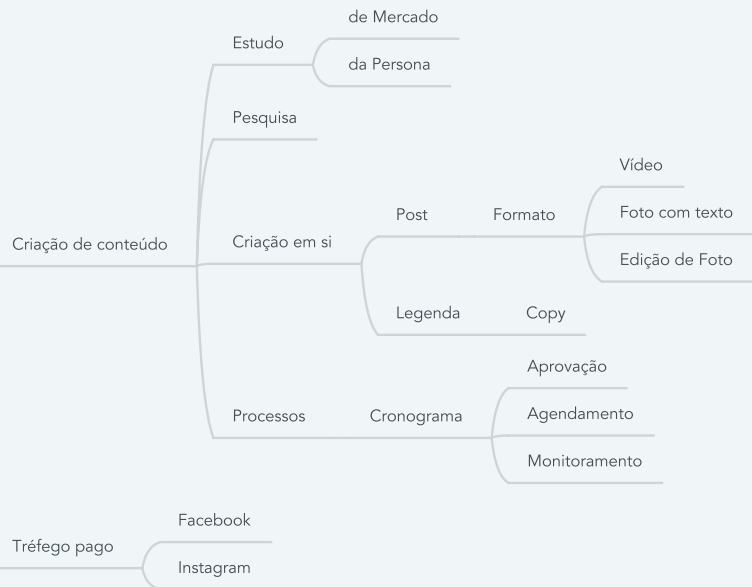 de Mercado
Estudo
da Persona
Pesquisa
Vídeo
Post
Formato
Foto com texto
Criação de conteúdo
Criação em si
Edição de Foto
Legenda
Copy
Aprovação
Processos
Cronograma
Agendamento
Monitoramento
Facebook
Tréfego pago
Instagram